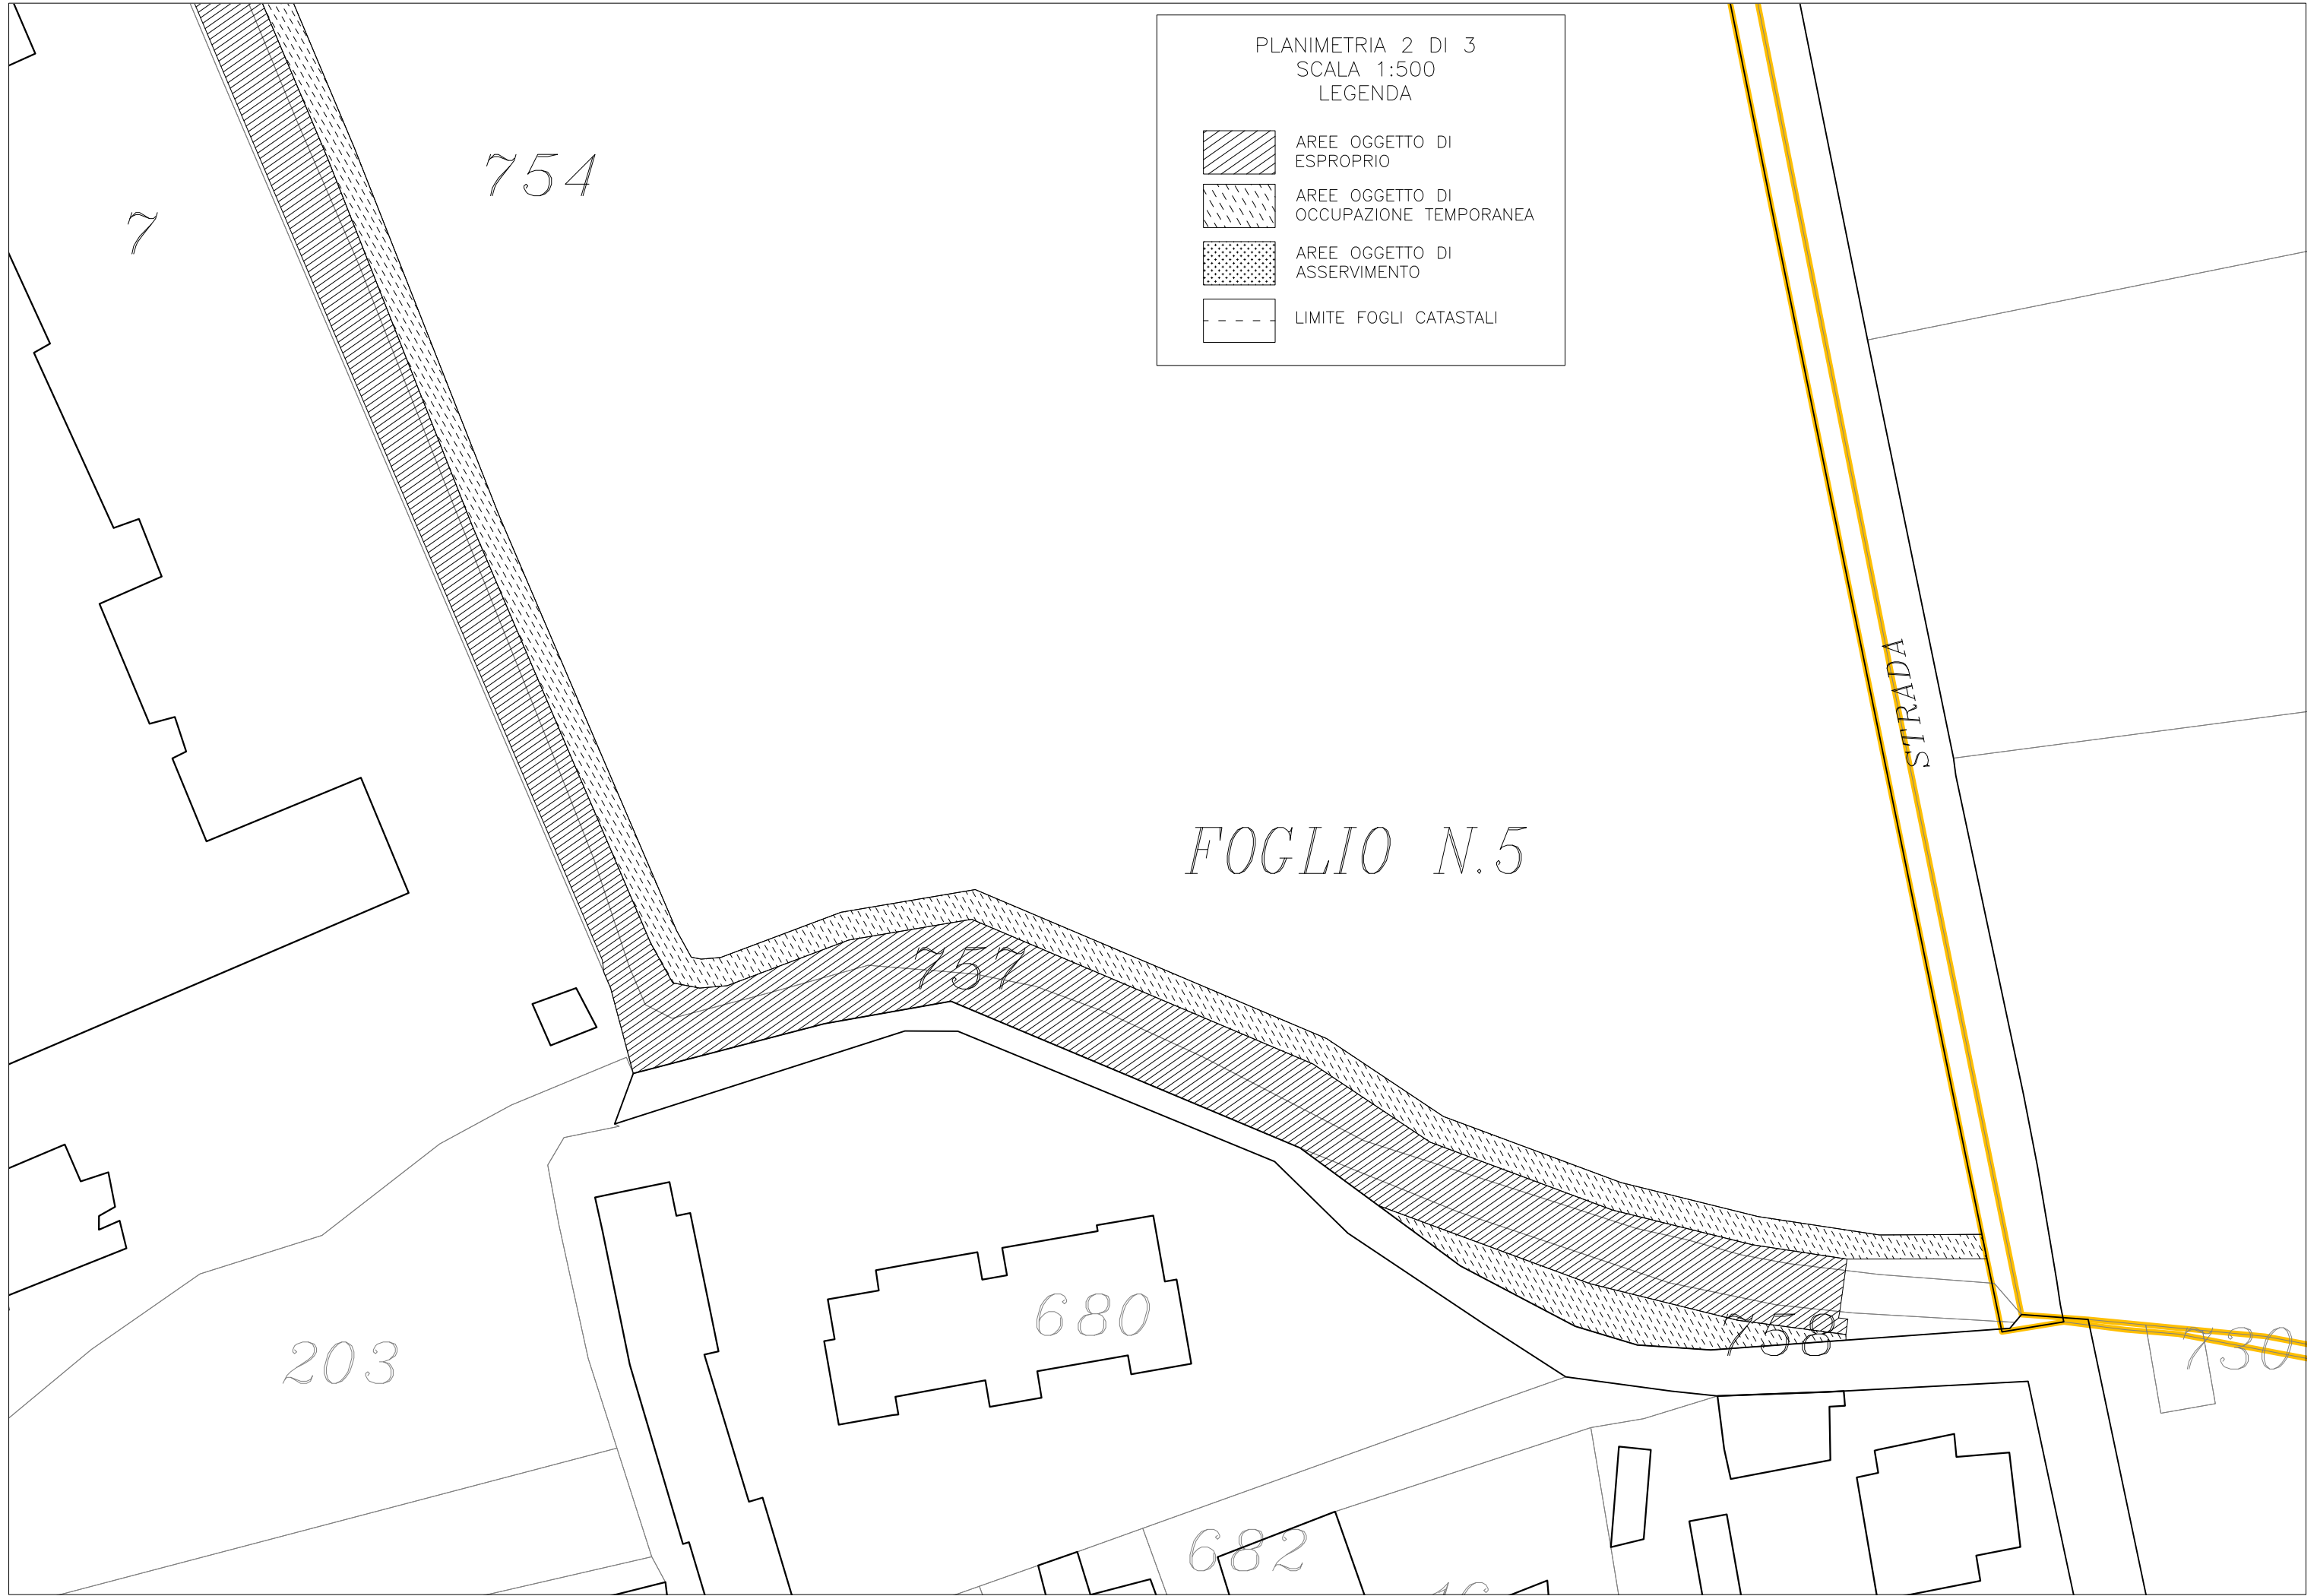 PLANIMETRIA 2 DI 3
SCALA 1:500
LEGENDA
AREE OGGETTO DI
ESPROPRIO
AREE OGGETTO DI
OCCUPAZIONE TEMPORANEA
AREE OGGETTO DI
ASSERVIMENTO
LIMITE FOGLI CATASTALI
754
7
STRADA
FOGLIO N.5
757
680
758
730
203
682